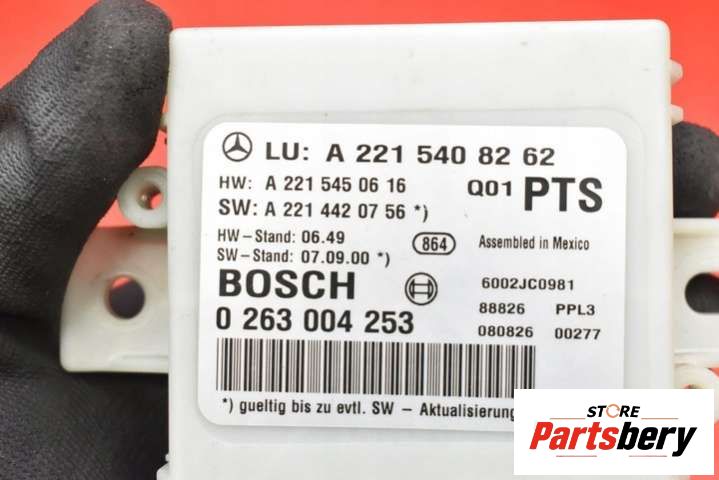 LU: A 221 540 82 62
HW: A 221 545 06 16 Q01 PTS
SW: A 221 442 07 56 *)
HW-Stand: 06.49 864 Assembled in Mexico
SW-Stand: 07.09.00 *)
BOSCH 6002JC0981
88826 PPL3
0 263 004 253 080826 00277
*) gueltig bis zu evtl. SW - Aktualisierung
STORE
Partsbery